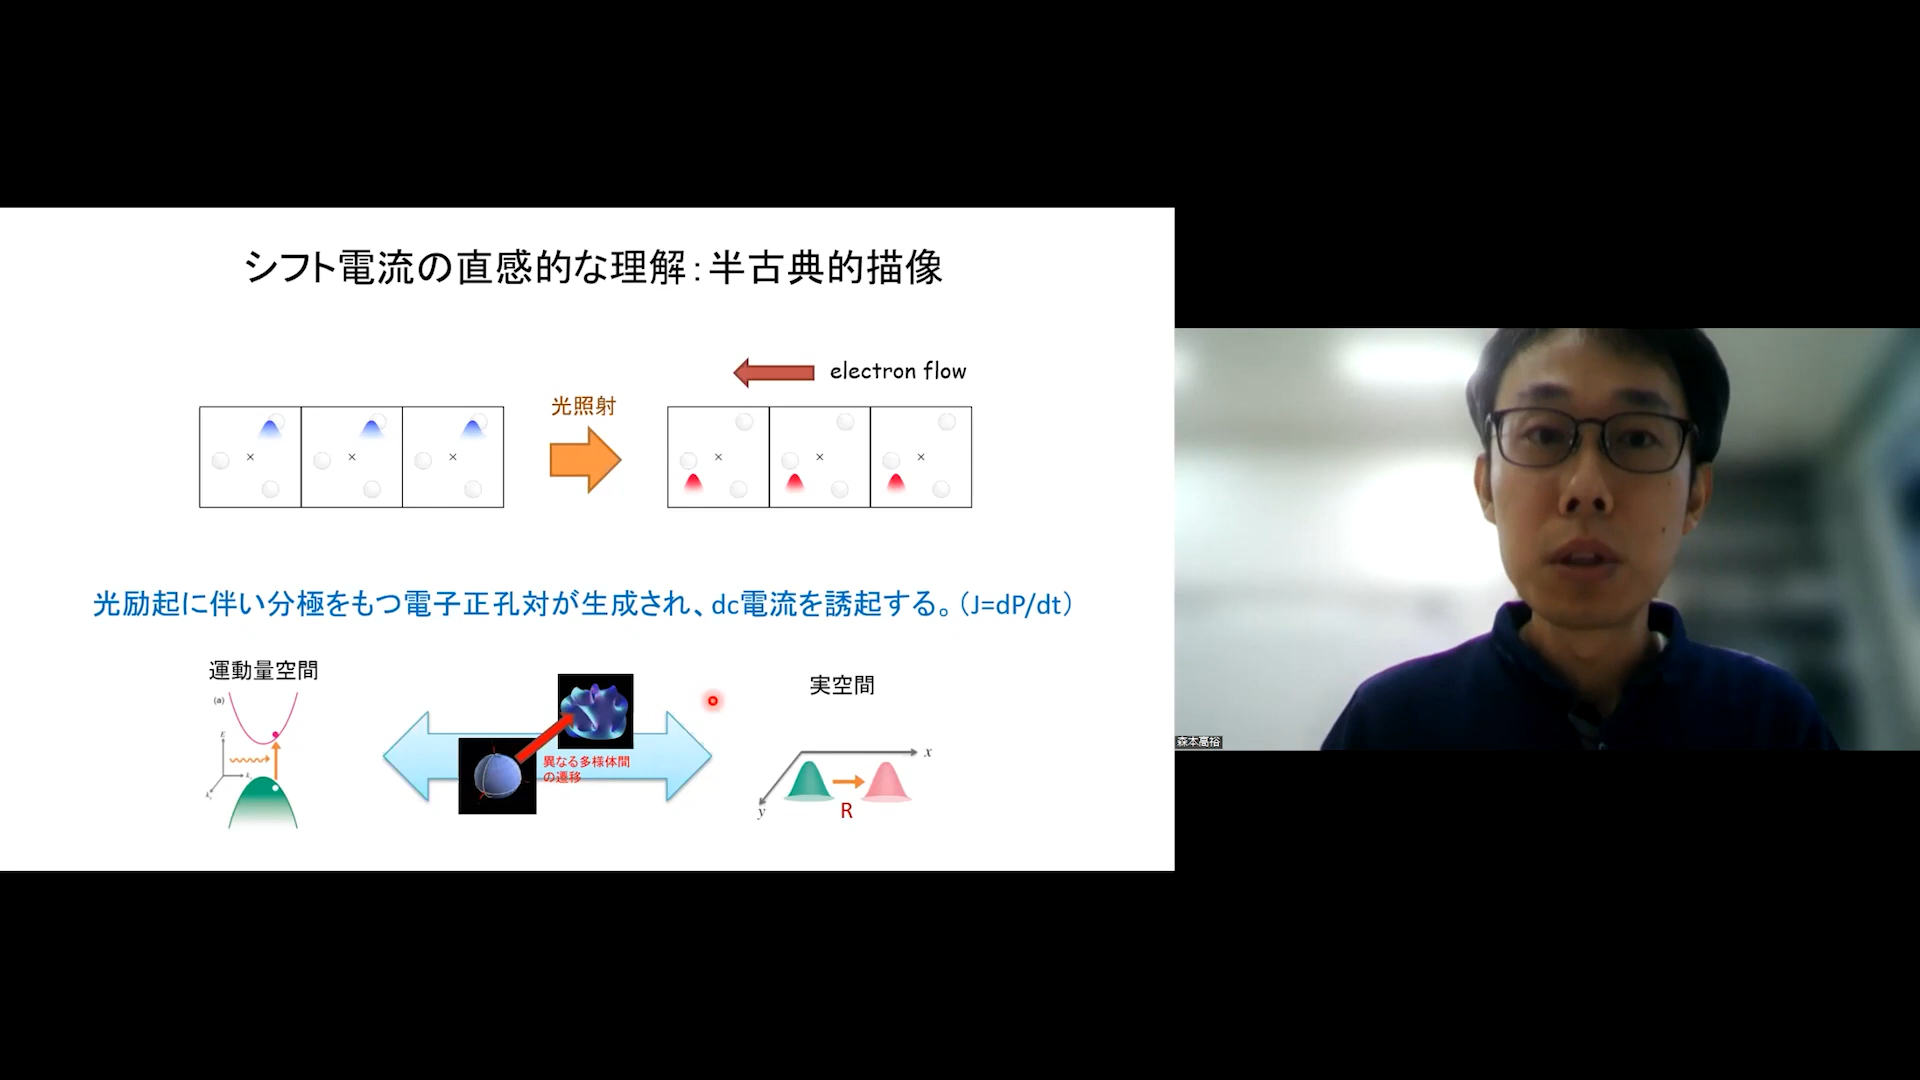 シフト電流の直感的な理解：半古典的描像
electron flow
光照射
× × ×
× × ×
光励起に伴い分極をもつ電子正孔対が生成され、dc電流を誘起する。（J=dP/dt）
運動量空間
実空間
(a)
E
x
異なる多様体間
の遷移
y
R
森本高裕